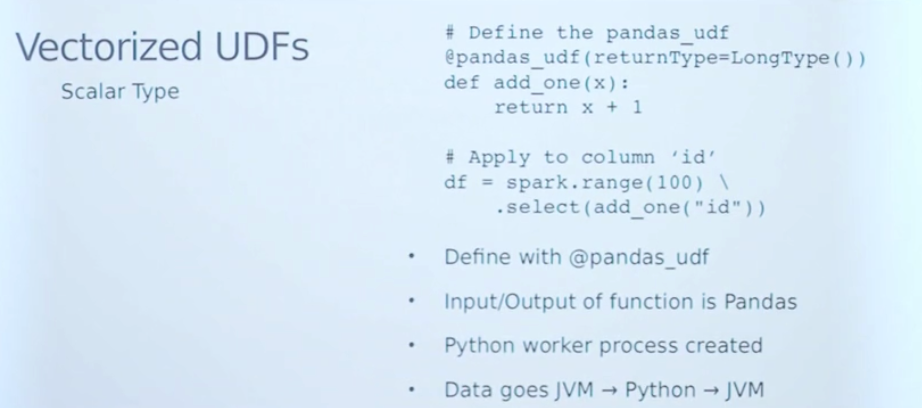 Vectorized UDFs
Scalar Type
# Define the pandas_udf
@pandas_udf(returnType=LongType())
def add_one(x):
    return x + 1
# Apply to column ‘id’
df = spark.range(100) \
    .select(add_one("id"))
• Define with @pandas_udf
• Input/Output of function is Pandas
• Python worker process created
• Data goes JVM → Python → JVM